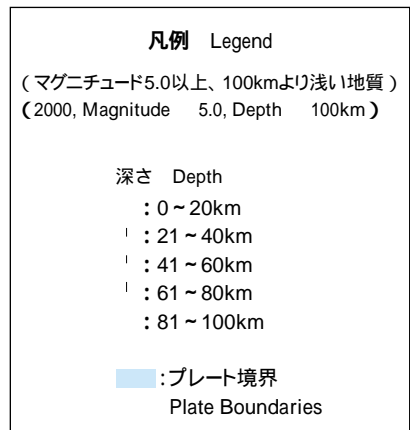 凡例 Legend
(マグニチュード5.0以上、100kmより浅い地質)
(2000, Magnitude 5.0, Depth 100km)
深さ Depth
:0~20km
:21~40km
:41~60km
:61~80km
:81~100km
:プレート境界
Plate Boundaries